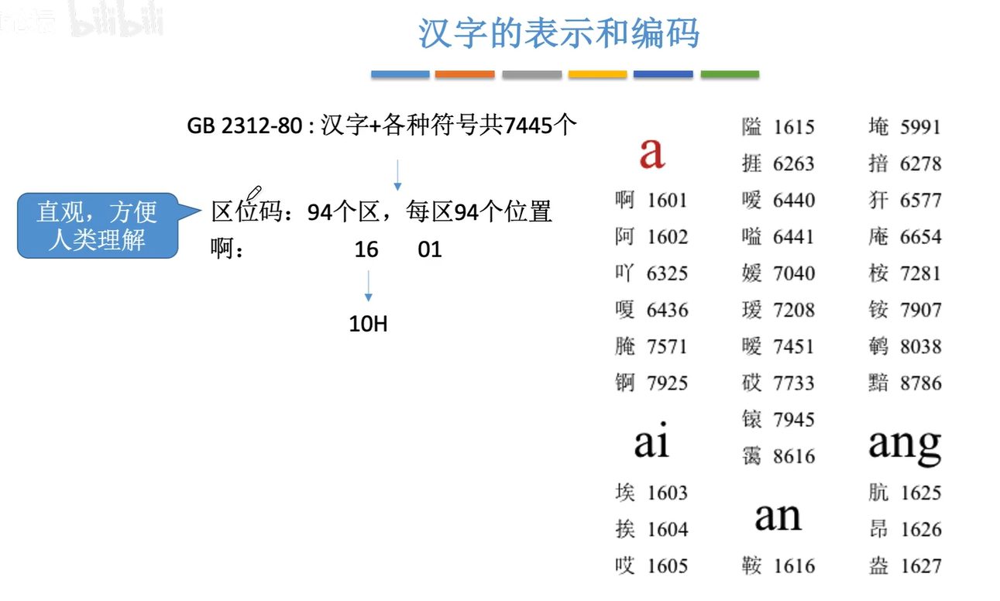 bilibili
汉字的表示和编码
GB 2312-80 : 汉字+各种符号共7445个
直观，方便
人类理解
区位码：94个区，每区94个位置
啊： 16 01
10H
a
啊 1601
阿 1602
吖 6325
嗄 6436
腌 7571
锕 7925
ai
埃 1603
挨 1604
哎 1605
隘 1615
捱 6263
嗳 6440
嗌 6441
嫒 7040
瑷 7208
暧 7451
砹 7733
锿 7945
霭 8616
an
鞍 1616
埯 5991
揞 6278
犴 6577
庵 6654
桉 7281
铵 7907
鹌 8038
黯 8786
ang
肮 1625
昂 1626
盎 1627